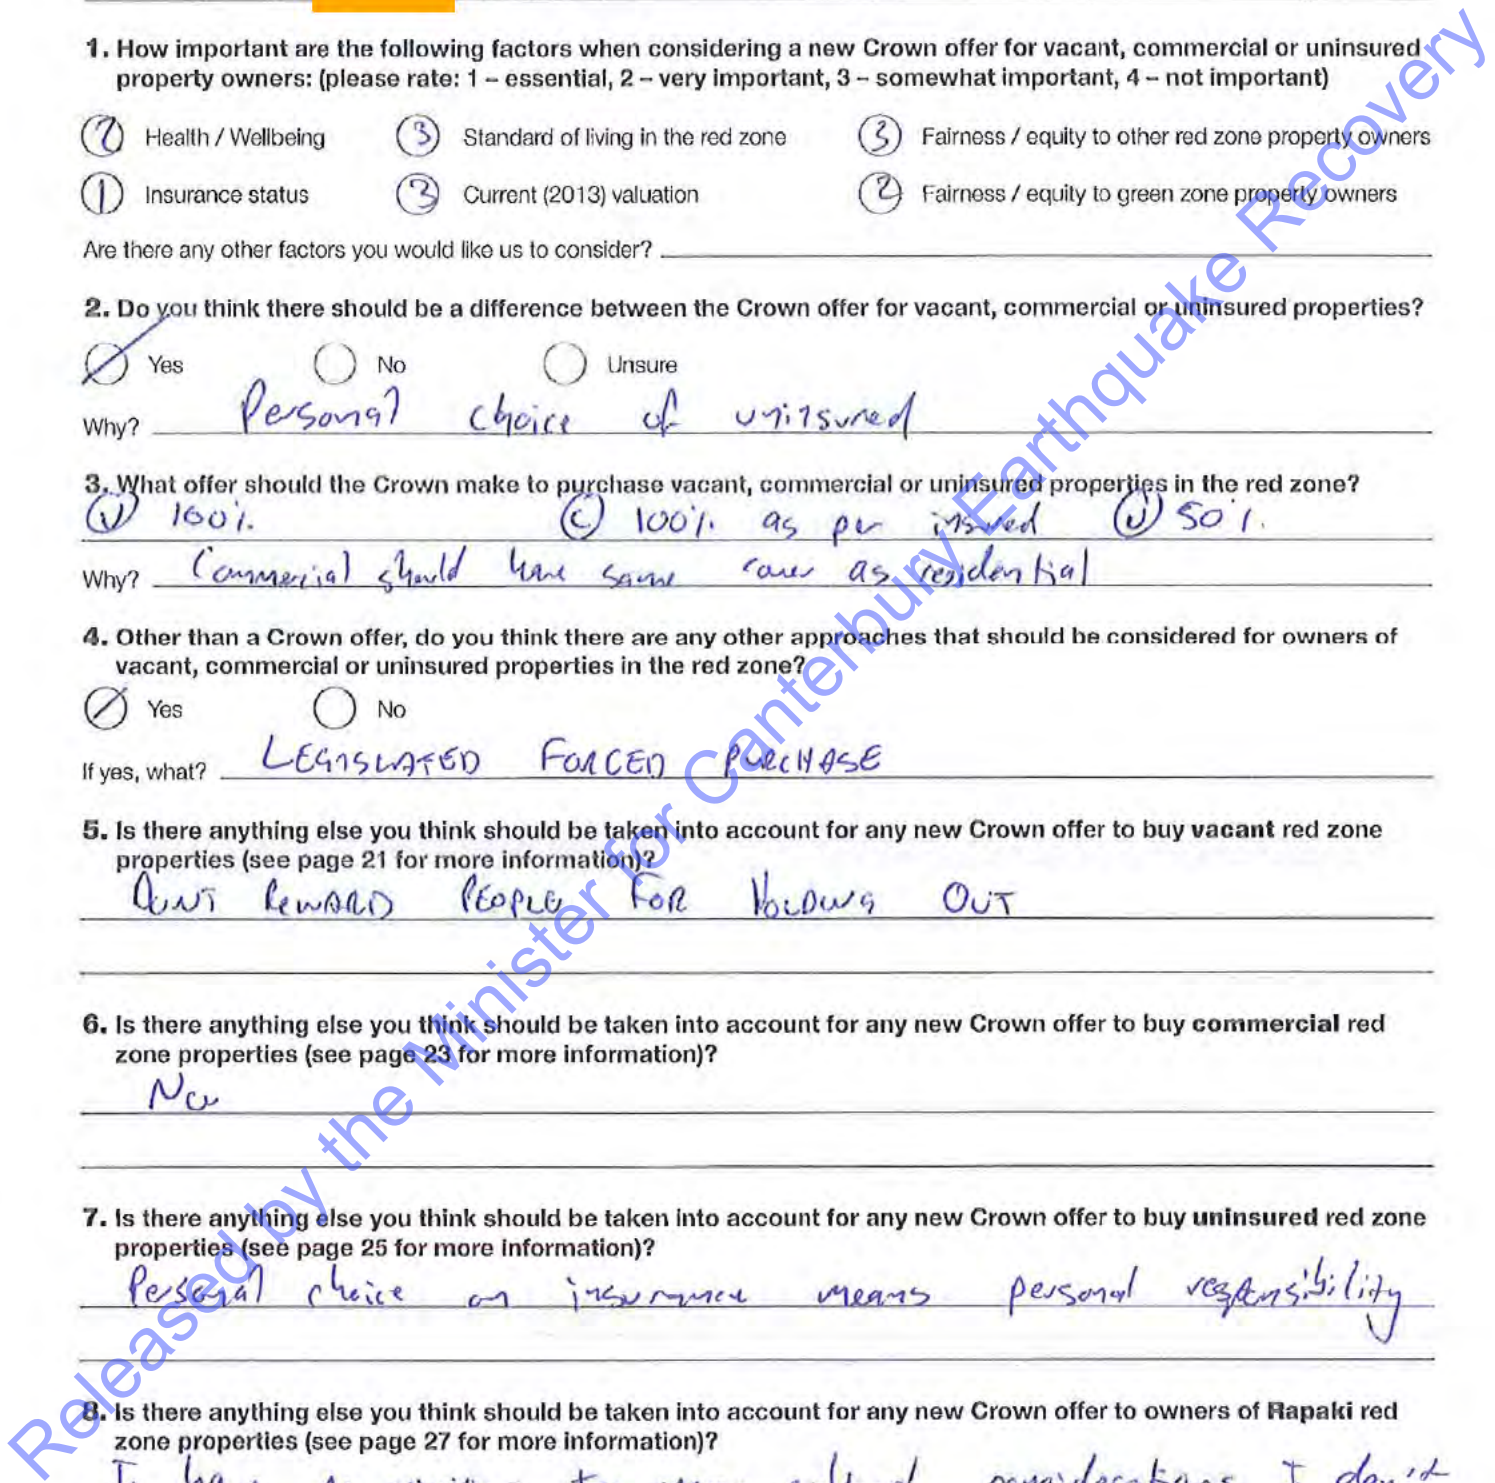 1. How important are the following factors when considering a new Crown offer for vacant, commercial or uninsured
property owners: (please rate: 1 – essential, 2 – very important, 3 – somewhat important, 4 – not important)
2 Health / Wellbeing 3 Standard of living in the red zone 3 Fairness / equity to other red zone property owners
1 Insurance status 3 Current (2013) valuation 2 Fairness / equity to green zone property owners
Are there any other factors you would like us to consider?
2. Do you think there should be a difference between the Crown offer for vacant, commercial or uninsured properties?
Yes No Unsure
Why? Personal choice of uninsured
3. What offer should the Crown make to purchase vacant, commercial or uninsured properties in the red zone?
(V) 100% (C) 100% as per insured (U) 50%
Why? Commercial should have same as residential
4. Other than a Crown offer, do you think there are any other approaches that should be considered for owners of
vacant, commercial or uninsured properties in the red zone?
Yes No
If yes, what? LEGISLATED FORCED PURCHASE
5. Is there anything else you think should be taken into account for any new Crown offer to buy vacant red zone
properties (see page 21 for more information)?
DONT REWARD PEOPLE FOR HOLDING OUT
6. Is there anything else you think should be taken into account for any new Crown offer to buy commercial red
zone properties (see page 23 for more information)?
No
7. Is there anything else you think should be taken into account for any new Crown offer to buy uninsured red zone
properties (see page 25 for more information)?
Personal choice on insurance means personal responsibility
8. Is there anything else you think should be taken into account for any new Crown offer to owners of Rapaki red
zone properties (see page 27 for more information)?
considerations I don't
Released by the Minister for Canterbury Earthquake Recovery